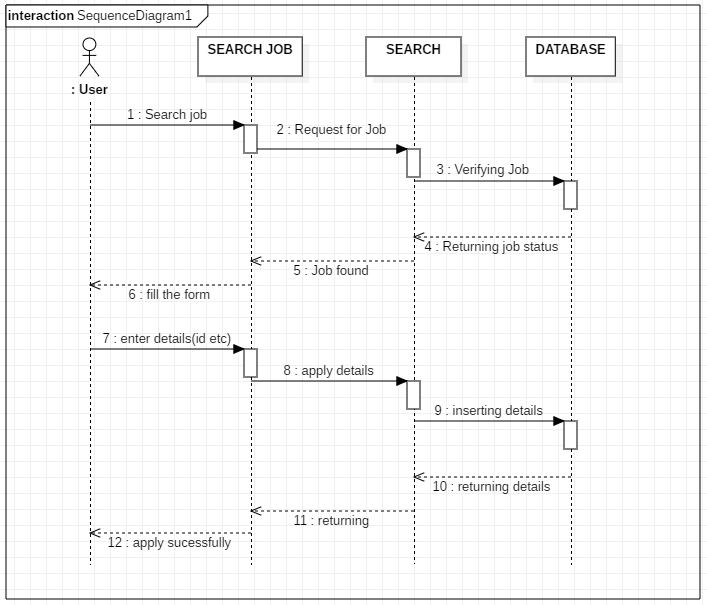 interaction SequenceDiagram1
: User
SEARCH JOB
SEARCH
DATABASE
1 : Search job
2 : Request for Job
3 : Verifying Job
4 : Returning job status
5 : Job found
6 : fill the form
7 : enter details(id etc)
8 : apply details
9 : inserting details
10 : returning details
11 : returning
12 : apply sucessfully